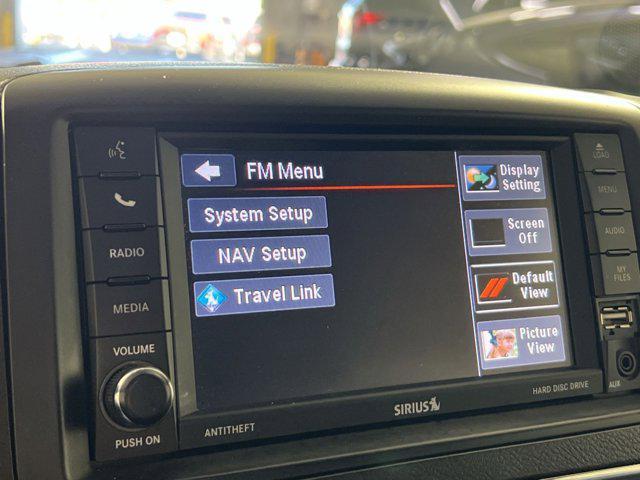 FM Menu
System Setup
NAV Setup
Travel Link
Display
Setting
Screen
Off
Default
View
Picture
View
RADIO
MEDIA
VOLUME
PUSH ON
LOAD
MENU
AUDIO
MY
FILES
AUX
ANTITHEFT
SIRIUS
HARD DISC DRIVE